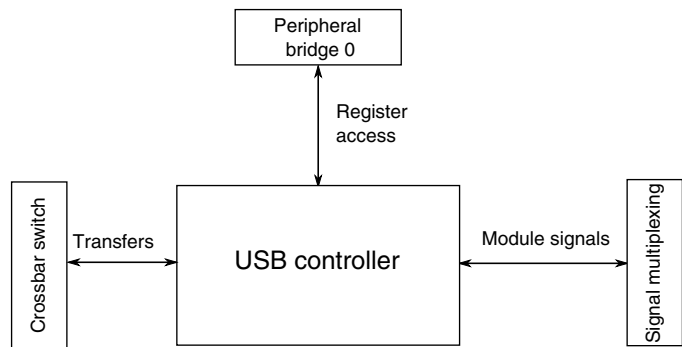 Peripheral
bridge 0
Register
access
Crossbar switch
Transfers
USB controller
Module signals
Signal multiplexing